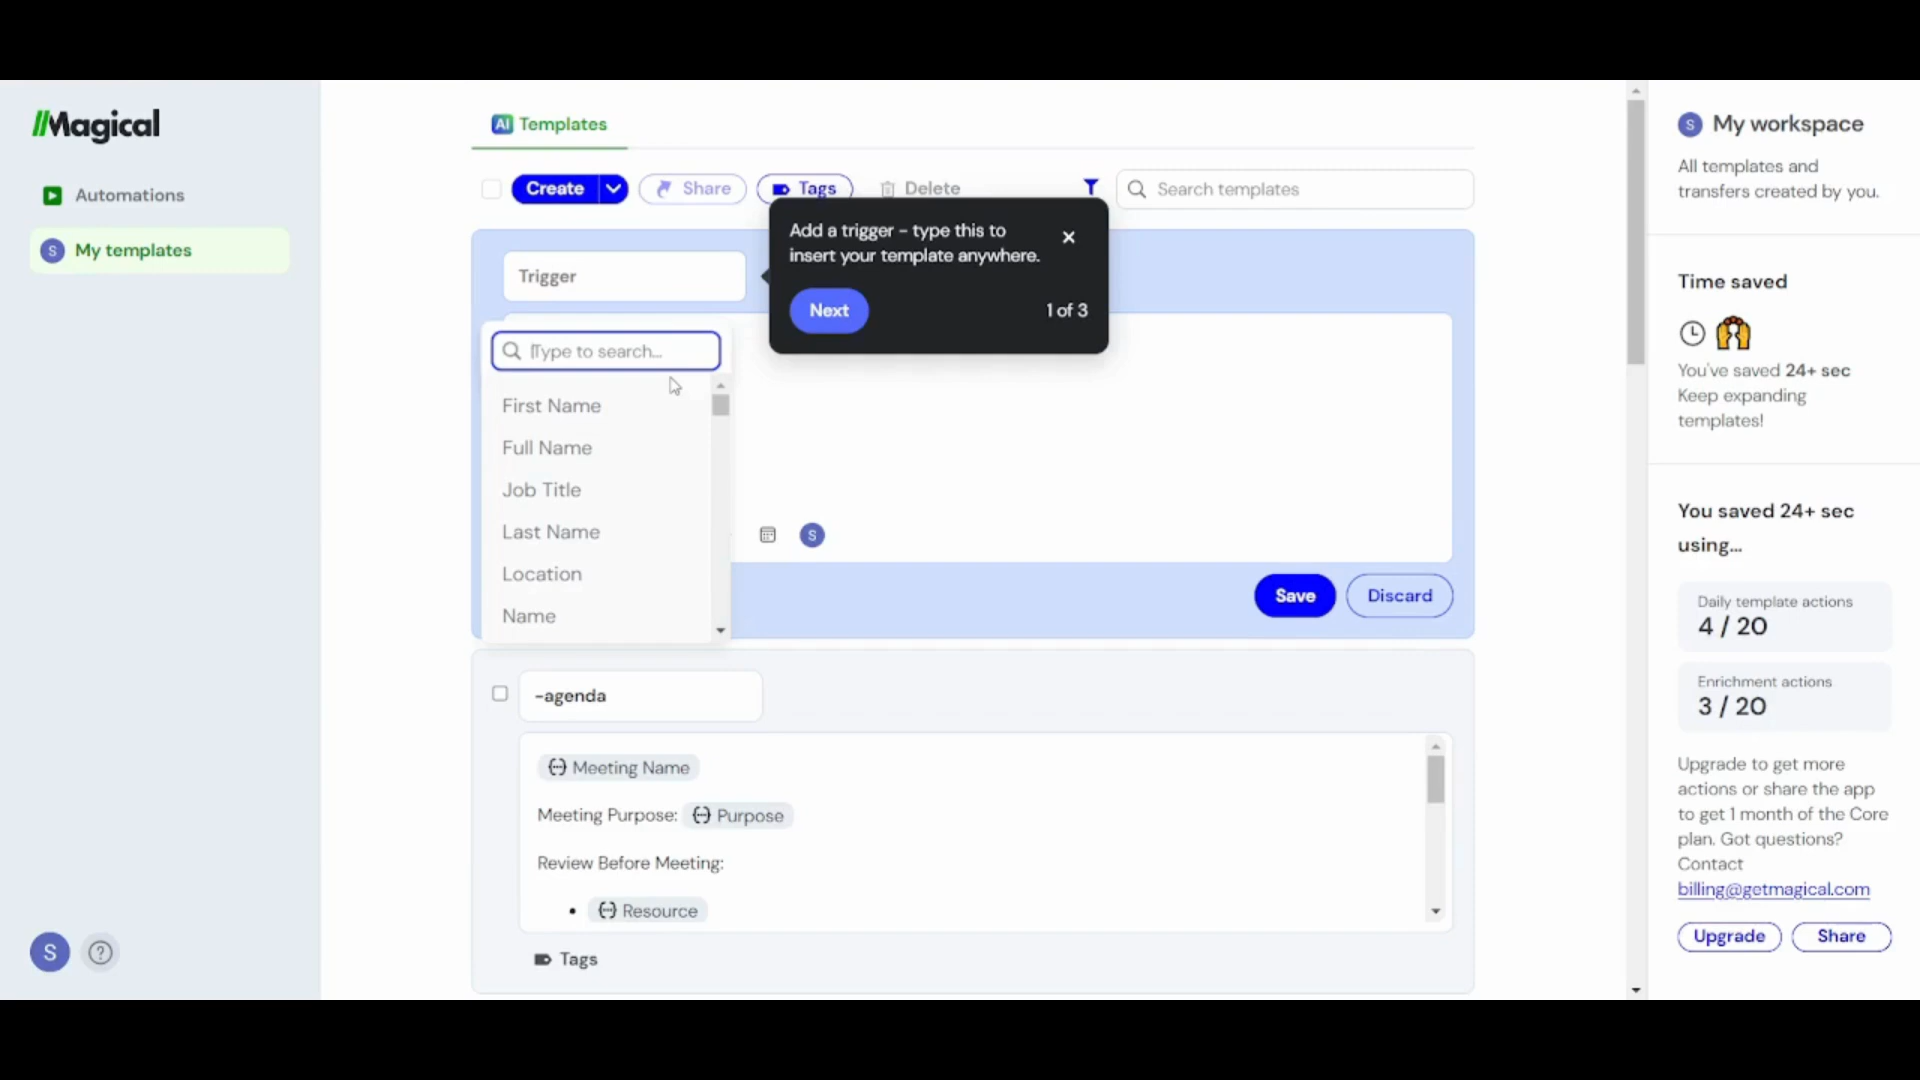 //Magical
Automations
S My templates
S
?
AI Templates
Create
Share
Tags
Delete
Search templates
Add a trigger - type this to
insert your template anywhere.
Next
1 of 3
Trigger
Type to search...
First Name
Full Name
Job Title
Last Name
Location
Name
S
Save
Discard
-agenda
Meeting Name
Meeting Purpose: Purpose
Review Before Meeting:
• Resource
Tags
S My workspace
All templates and
transfers created by you.
Time saved
You've saved 24+ sec
Keep expanding
templates!
You saved 24+ sec
using...
Daily template actions
4 / 20
Enrichment actions
3 / 20
Upgrade to get more
actions or share the app
to get 1 month of the Core
plan. Got questions?
Contact
billing@getmagical.com
Upgrade
Share